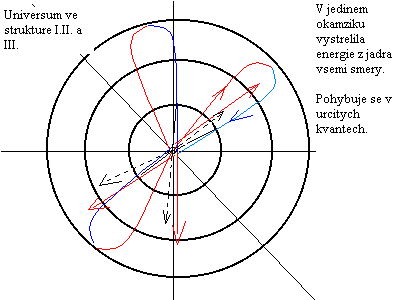 Universum ve
strukture I.II. a
III.
V jedinem
okamziku
vystrelila
energie z jadra
vsemi smery.
Pohybuje se v
urcitych
kvantech.